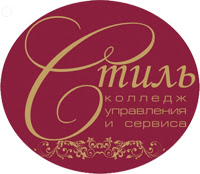 Стиль
колледж
управления
и сервиса